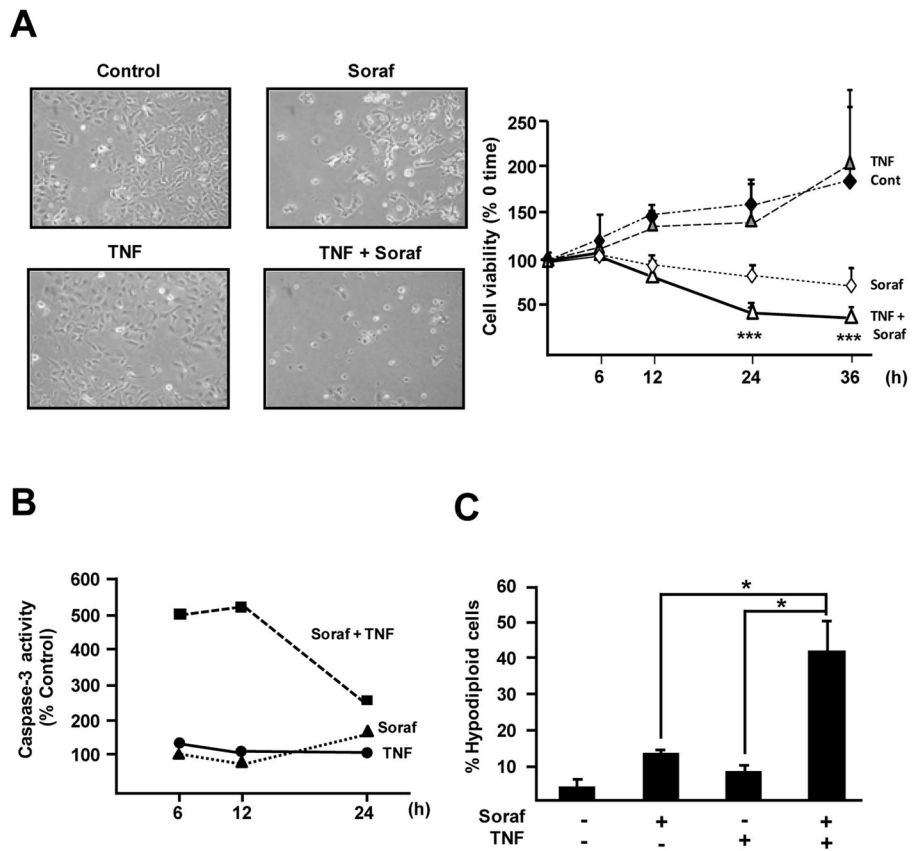 A
Control
Soraf
TNF
TNF + Soraf
Cell viability (% 0 time)
250
200
150
100
50
TNF
Cont
Soraf
TNF +
Soraf
***
***
6
12
24
36
(h)
B
Caspase-3 activity
(% Control)
600
500
400
300
200
100
Soraf + TNF
Soraf
TNF
6
12
24
(h)
C
% Hypodiploid cells
60
50
40
30
20
10
*
*
Soraf - + - +
TNF - - + +